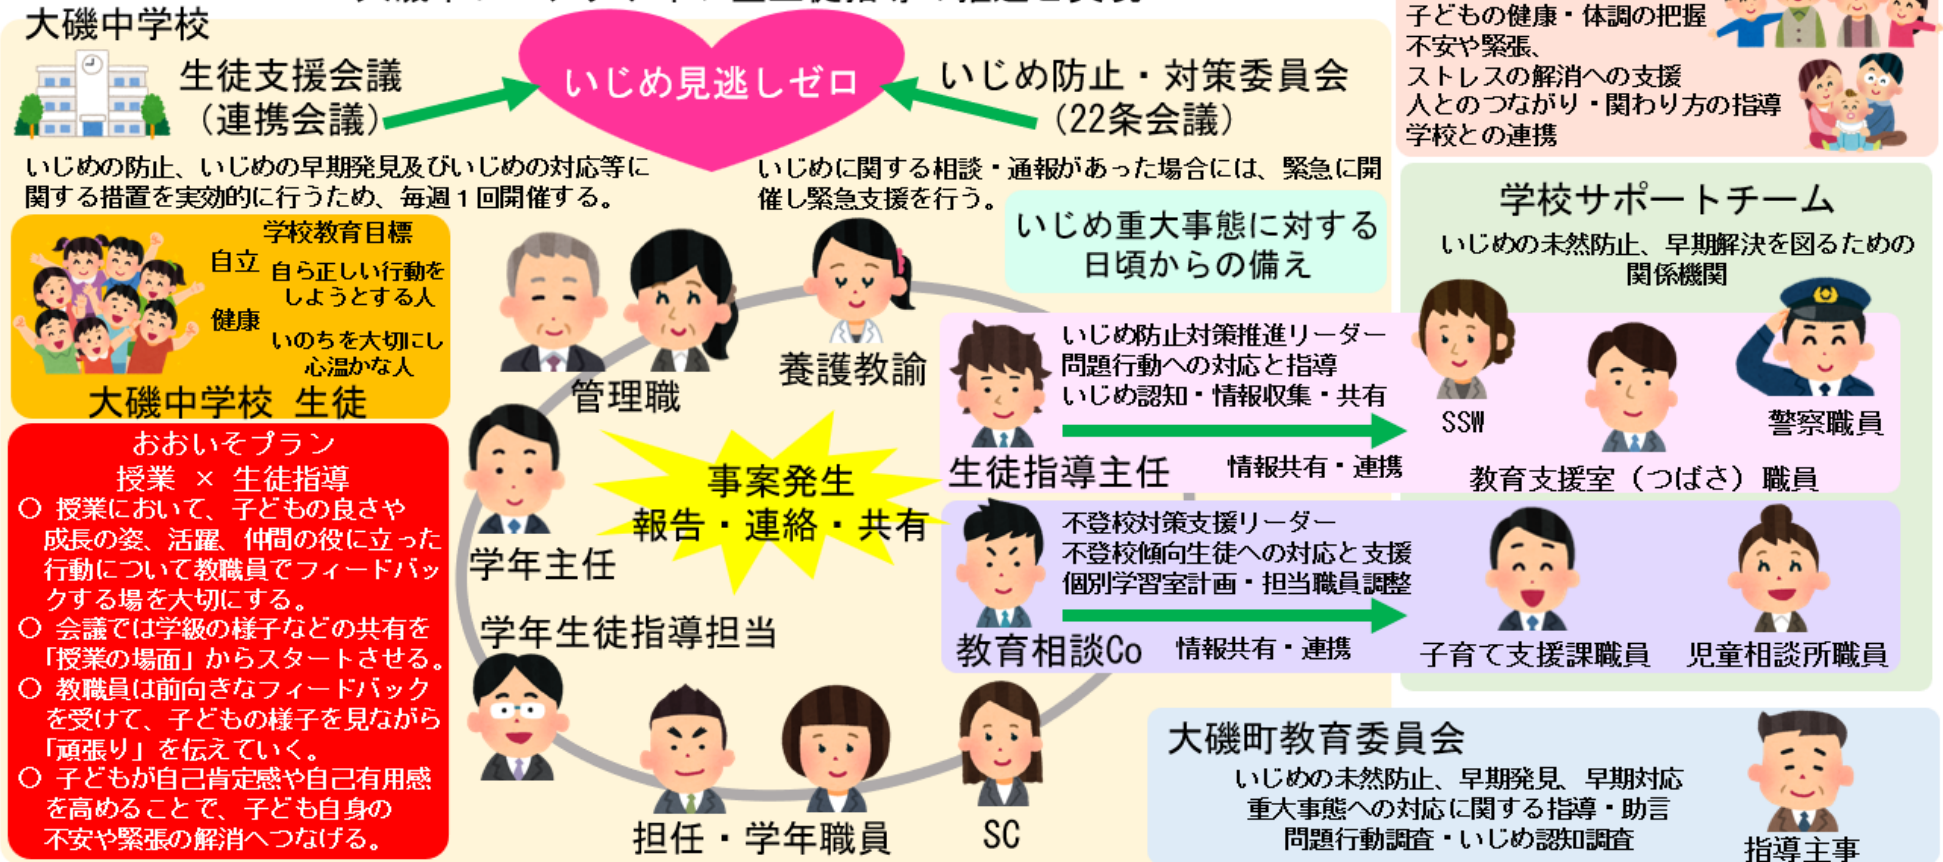 大磯中学校
生徒支援会議
（連携会議）
いじめ見逃しゼロ
いじめ防止・対策委員会
（22条会議）
いじめの防止、いじめの早期発見及びいじめの対応等に
関する措置を実効的に行うため、毎週１回開催する。
いじめに関する相談・通報があった場合には、緊急に開
催し緊急支援を行う。
いじめ重大事態に対する
日頃からの備え
学校教育目標
自立
自ら正しい行動を
しようとする人
健康
いのちを大切にし
心温かな人
大磯中学校 生徒
おおいそプラン
授業 × 生徒指導
〇 授業において、子どもの良さや
成長の姿、活躍、仲間の役に立った
行動について教職員でフィードバッ
クする場を大切にする。
〇 会議では学級の様子などの共有を
「授業の場面」からスタートさせる。
〇 教職員は前向きなフィードバック
を受けて、子どもの様子を見ながら
「頑張り」を伝えていく。
〇 子どもが自己肯定感や自己有用感
を高めることで、子ども自身の
不安や緊張の解消へつなげる。
管理職
養護教諭
学年主任
事案発生
報告・連絡・共有
学年生徒指導担当
担任・学年職員
SC
いじめ防止対策推進リーダー
問題行動への対応と指導
いじめ認知・情報収集・共有
生徒指導主任
情報共有・連携
不登校対策支援リーダー
不登校傾向生徒への対応と支援
個別学習室計画・担当職員調整
教育相談Co
情報共有・連携
子どもの健康・体調の把握
不安や緊張、
ストレスの解消への支援
人とのつながり・関わり方の指導
学校との連携
学校サポートチーム
いじめの未然防止、早期解決を図るための
関係機関
SSW
警察職員
教育支援室（つばさ）職員
子育て支援課職員
児童相談所職員
大磯町教育委員会
いじめの未然防止、早期発見、早期対応
重大事態への対応に関する指導・助言
問題行動調査・いじめ認知調査
指導主事